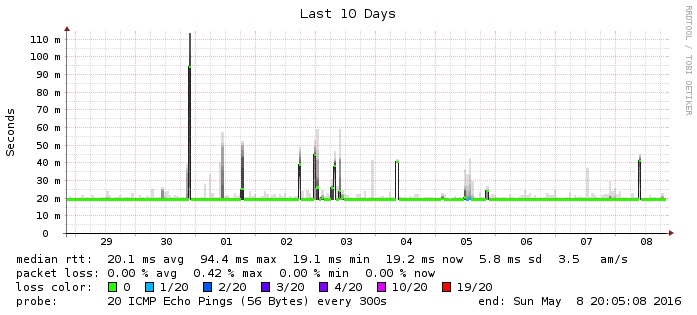 Last 10 Days
RRDTOOL / TOBI OETIKER
Seconds
110 m
100 m
90 m
80 m
70 m
60 m
50 m
40 m
30 m
20 m
10 m
0
29 30 01 02 03 04 05 06 07 08
median rtt: 20.1 ms avg 94.4 ms max 19.1 ms min 19.2 ms now 5.8 ms sd 3.5 am/s
packet loss: 0.00 % avg 0.42 % max 0.00 % min 0.00 % now
loss color: 0 1/20 2/20 3/20 4/20 10/20 19/20
probe: 20 ICMP Echo Pings (56 Bytes) every 300s end: Sun May 8 20:05:08 2016